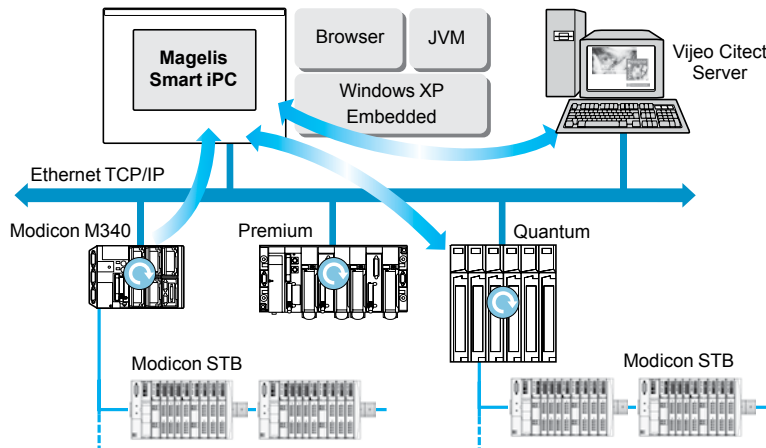 Magelis
Smart iPC
Browser
JVM
Windows XP
Embedded
Vijeo Citect
Server
Ethernet TCP/IP
Modicon M340
Premium
Quantum
Modicon STB
Modicon STB